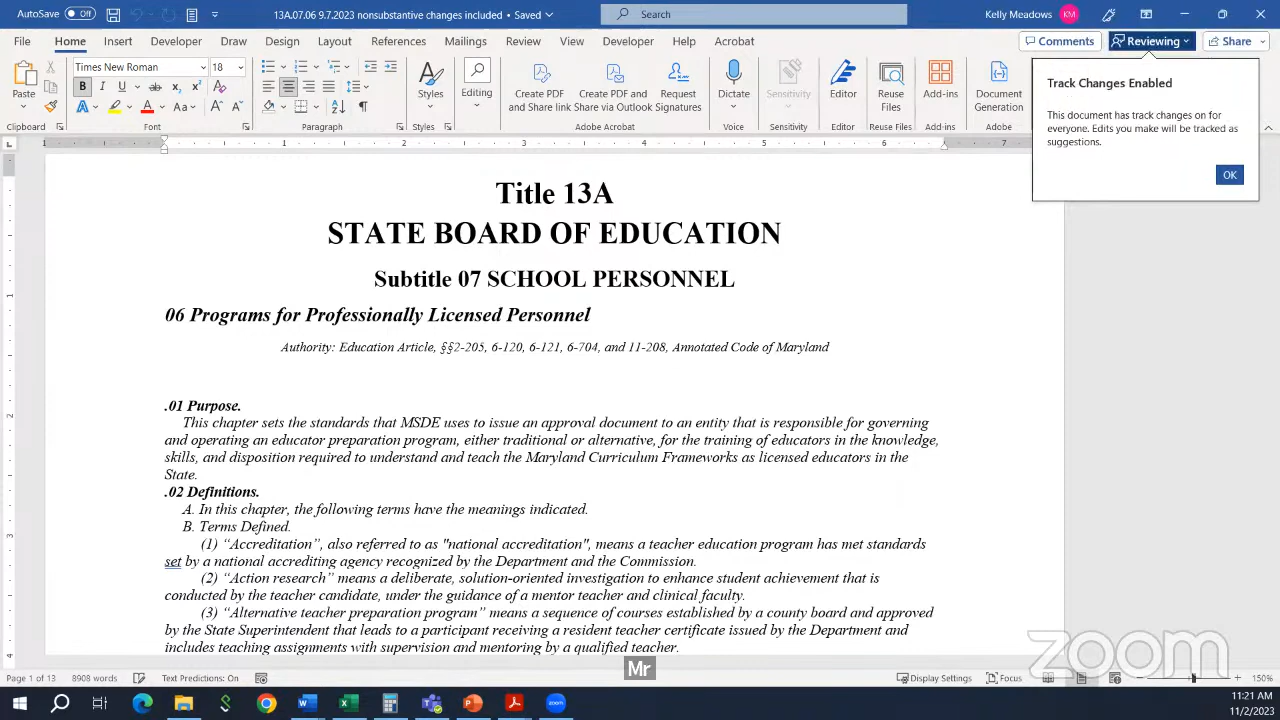 AutoSave Off 13A.07.06 9.7.2023 nonsubstantive changes included • Saved Search Kelly Meadows KM
File Home Insert Developer Draw Design Layout References Mailings Review View Developer Help Acrobat Comments Reviewing Share
Times New Roman 18
Paste Styles Editing Create PDF and Share link Create PDF and Share via Outlook Request Signatures Dictate Sensitivity Editor Reuse Files Add-ins Document Generation
Clipboard Font Paragraph Styles Adobe Acrobat Voice Sensitivity Editor Reuse Files Add-ins Adobe
Track Changes Enabled
This document has track changes on for
everyone. Edits you make will be tracked as
suggestions.
OK
1 1 2 3 4 5 6 7
Title 13A
STATE BOARD OF EDUCATION
Subtitle 07 SCHOOL PERSONNEL
06 Programs for Professionally Licensed Personnel
Authority: Education Article, §§2-205, 6-120, 6-121, 6-704, and 11-208, Annotated Code of Maryland
.01 Purpose.
This chapter sets the standards that MSDE uses to issue an approval document to an entity that is responsible for governing
and operating an educator preparation program, either traditional or alternative, for the training of educators in the knowledge,
skills, and disposition required to understand and teach the Maryland Curriculum Frameworks as licensed educators in the
State.
.02 Definitions.
A. In this chapter, the following terms have the meanings indicated.
B. Terms Defined.
(1) “Accreditation”, also referred to as "national accreditation", means a teacher education program has met standards
set by a national accrediting agency recognized by the Department and the Commission.
(2) “Action research” means a deliberate, solution-oriented investigation to enhance student achievement that is
conducted by the teacher candidate, under the guidance of a mentor teacher and clinical faculty.
(3) “Alternative teacher preparation program” means a sequence of courses established by a county board and approved
by the State Superintendent that leads to a participant receiving a resident teacher certificate issued by the Department and
includes teaching assignments with supervision and mentoring by a qualified teacher.
zoom
Mr
Page 1 of 13 8908 words Text Predictions: On Display Settings Focus 150%
11:21 AM
11/2/2023